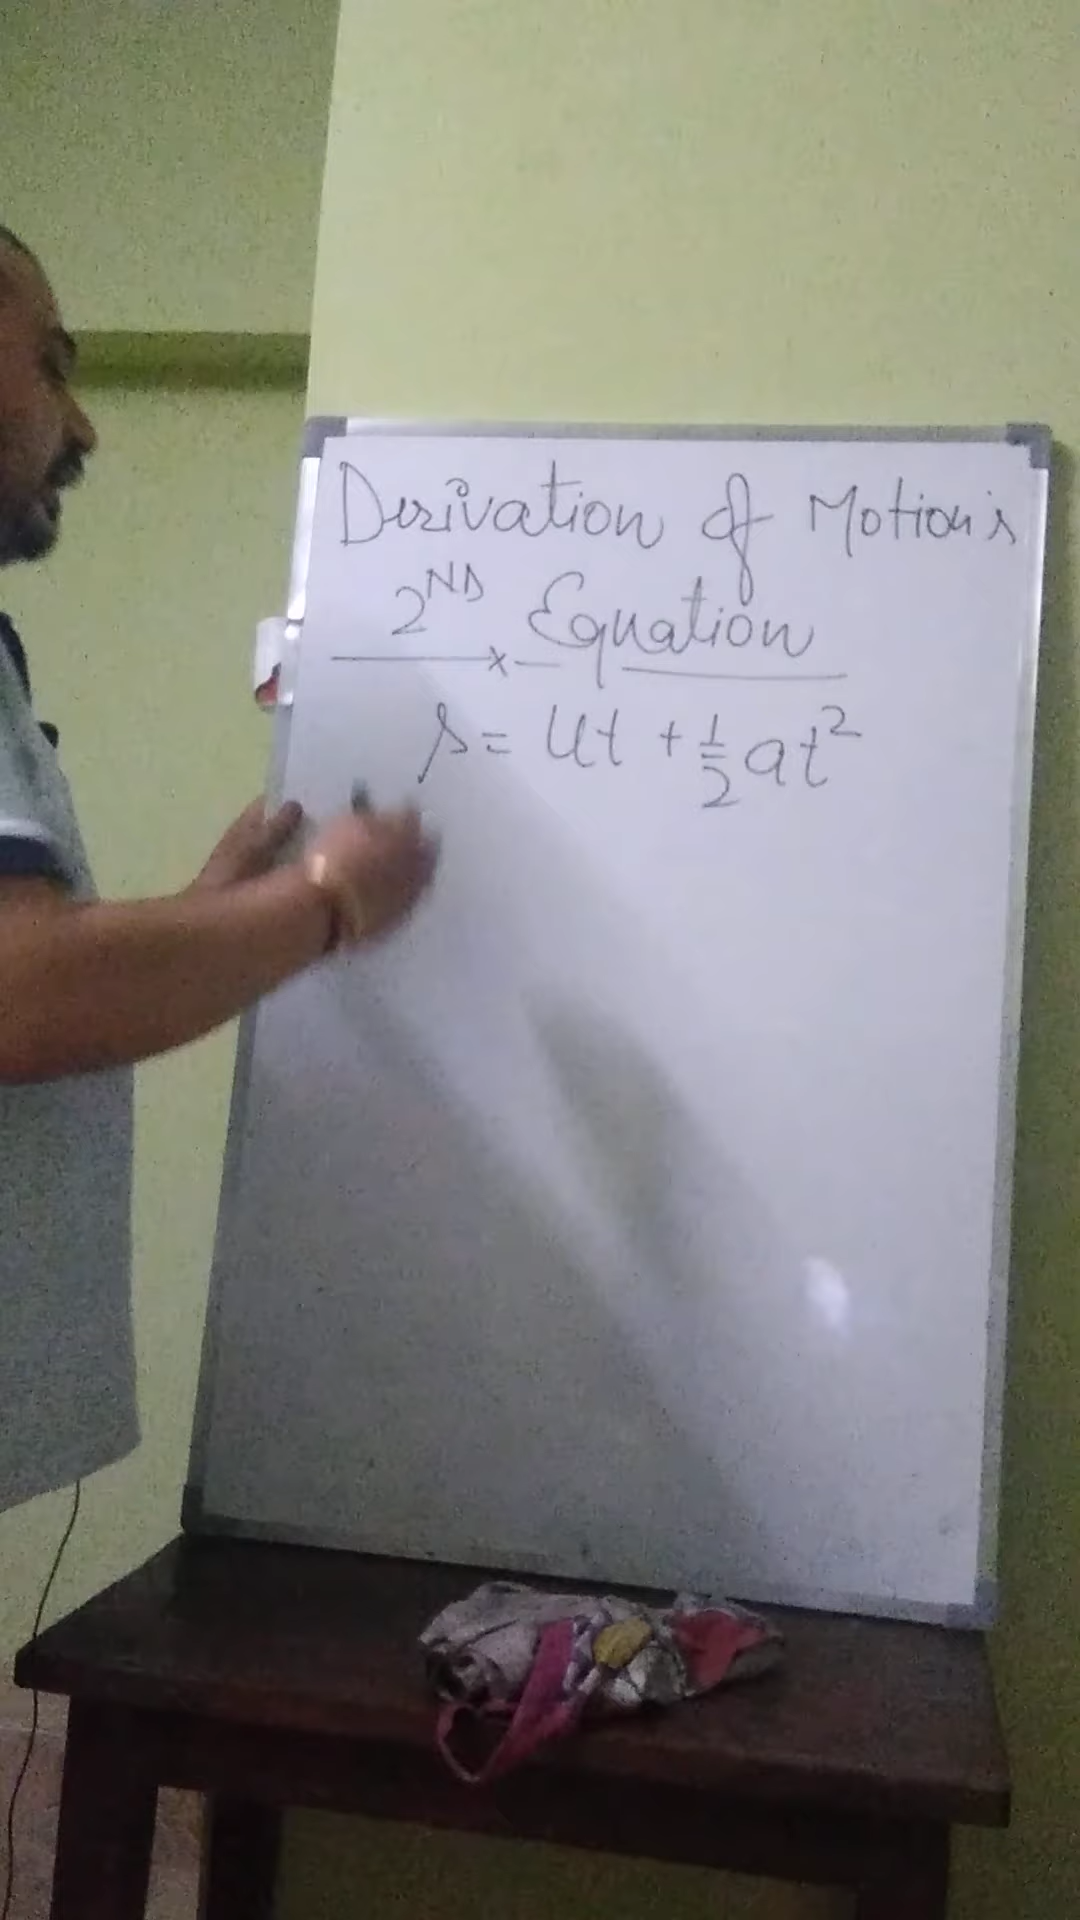 Derivation of Motion's
2ND Equation
s = ut + 1/2 at²